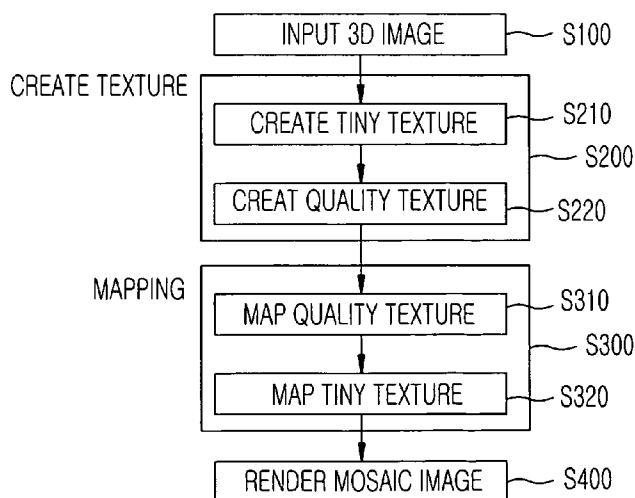 INPUT 3D IMAGE S100
CREATE TEXTURE
CREATE TINY TEXTURE S210
S200
CREAT QUALITY TEXTURE S220
MAPPING
MAP QUALITY TEXTURE S310
S300
MAP TINY TEXTURE S320
RENDER MOSAIC IMAGE S400